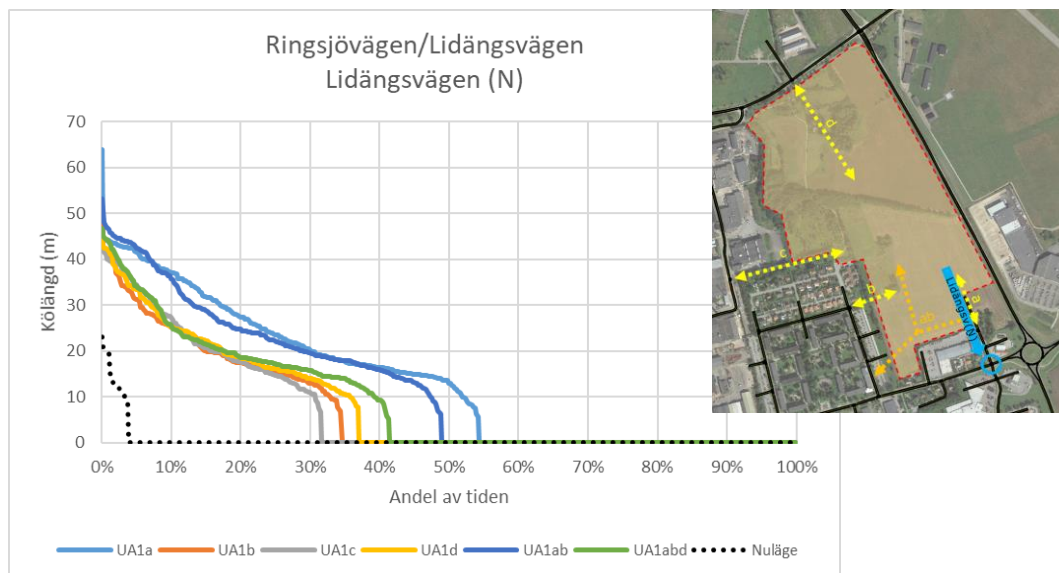 Ringsjövägen/Lidängsvägen
Lidängsvägen (N)
Kölängd (m)
70
60
50
40
30
20
10
0
0%
10%
20%
30%
40%
50%
60%
70%
80%
90%
100%
Andel av tiden
UA1a
UA1b
UA1c
UA1d
UA1ab
UA1abd
Nuläge
d
c
b
a
ab
Lidängsv(N)